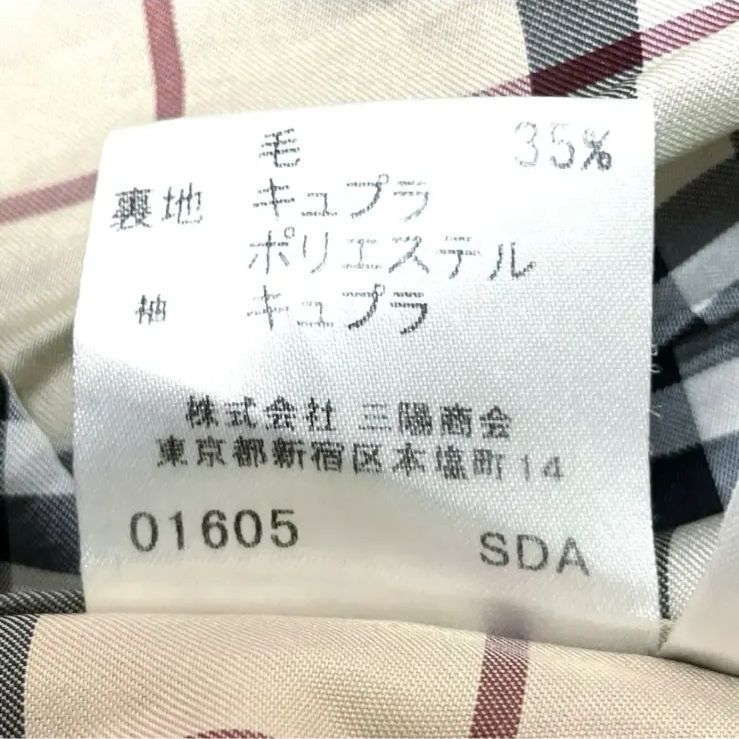 毛 35%
裏地 キュプラ
ポリエステル
袖 キュプラ
株式会社 三陽商会
東京都新宿区本塩町14
01605 SDA